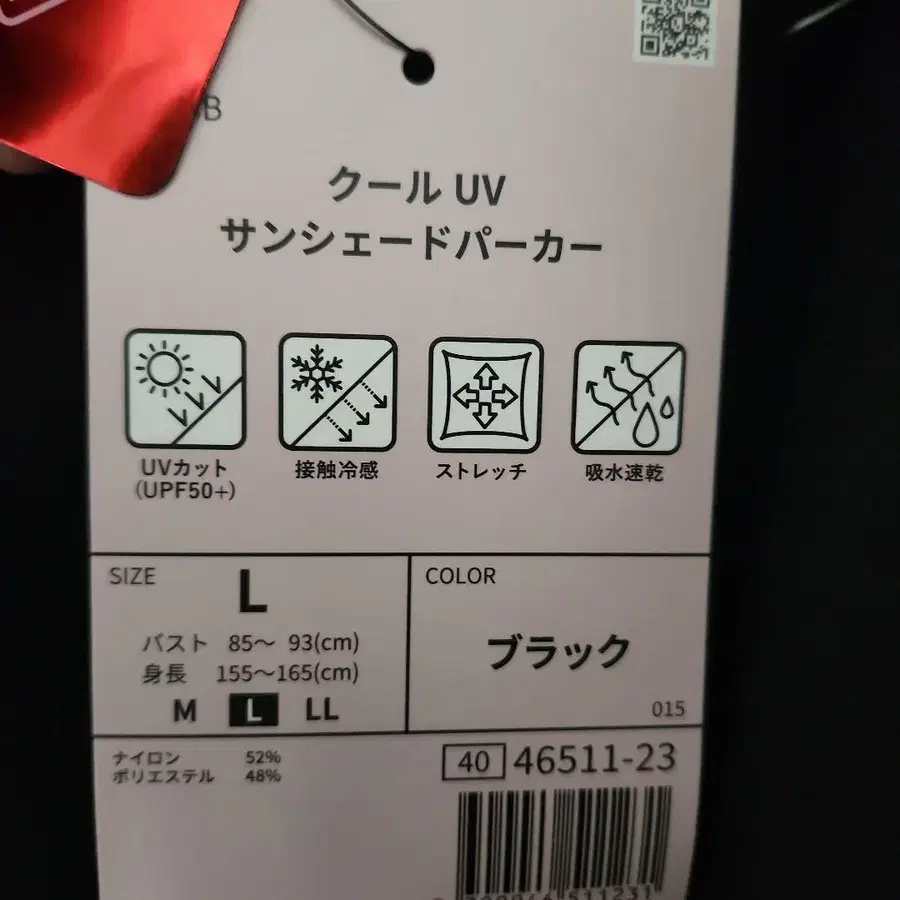 B
クール UV
サンシェードパーカー
UVカット
(UPF50+)
接触冷感
ストレッチ
吸水速乾
SIZE
L
バスト 85〜 93(cm)
身長 155〜165(cm)
M L LL
COLOR
ブラック
015
ナイロン 52%
ポリエステル 48%
40 46511-23